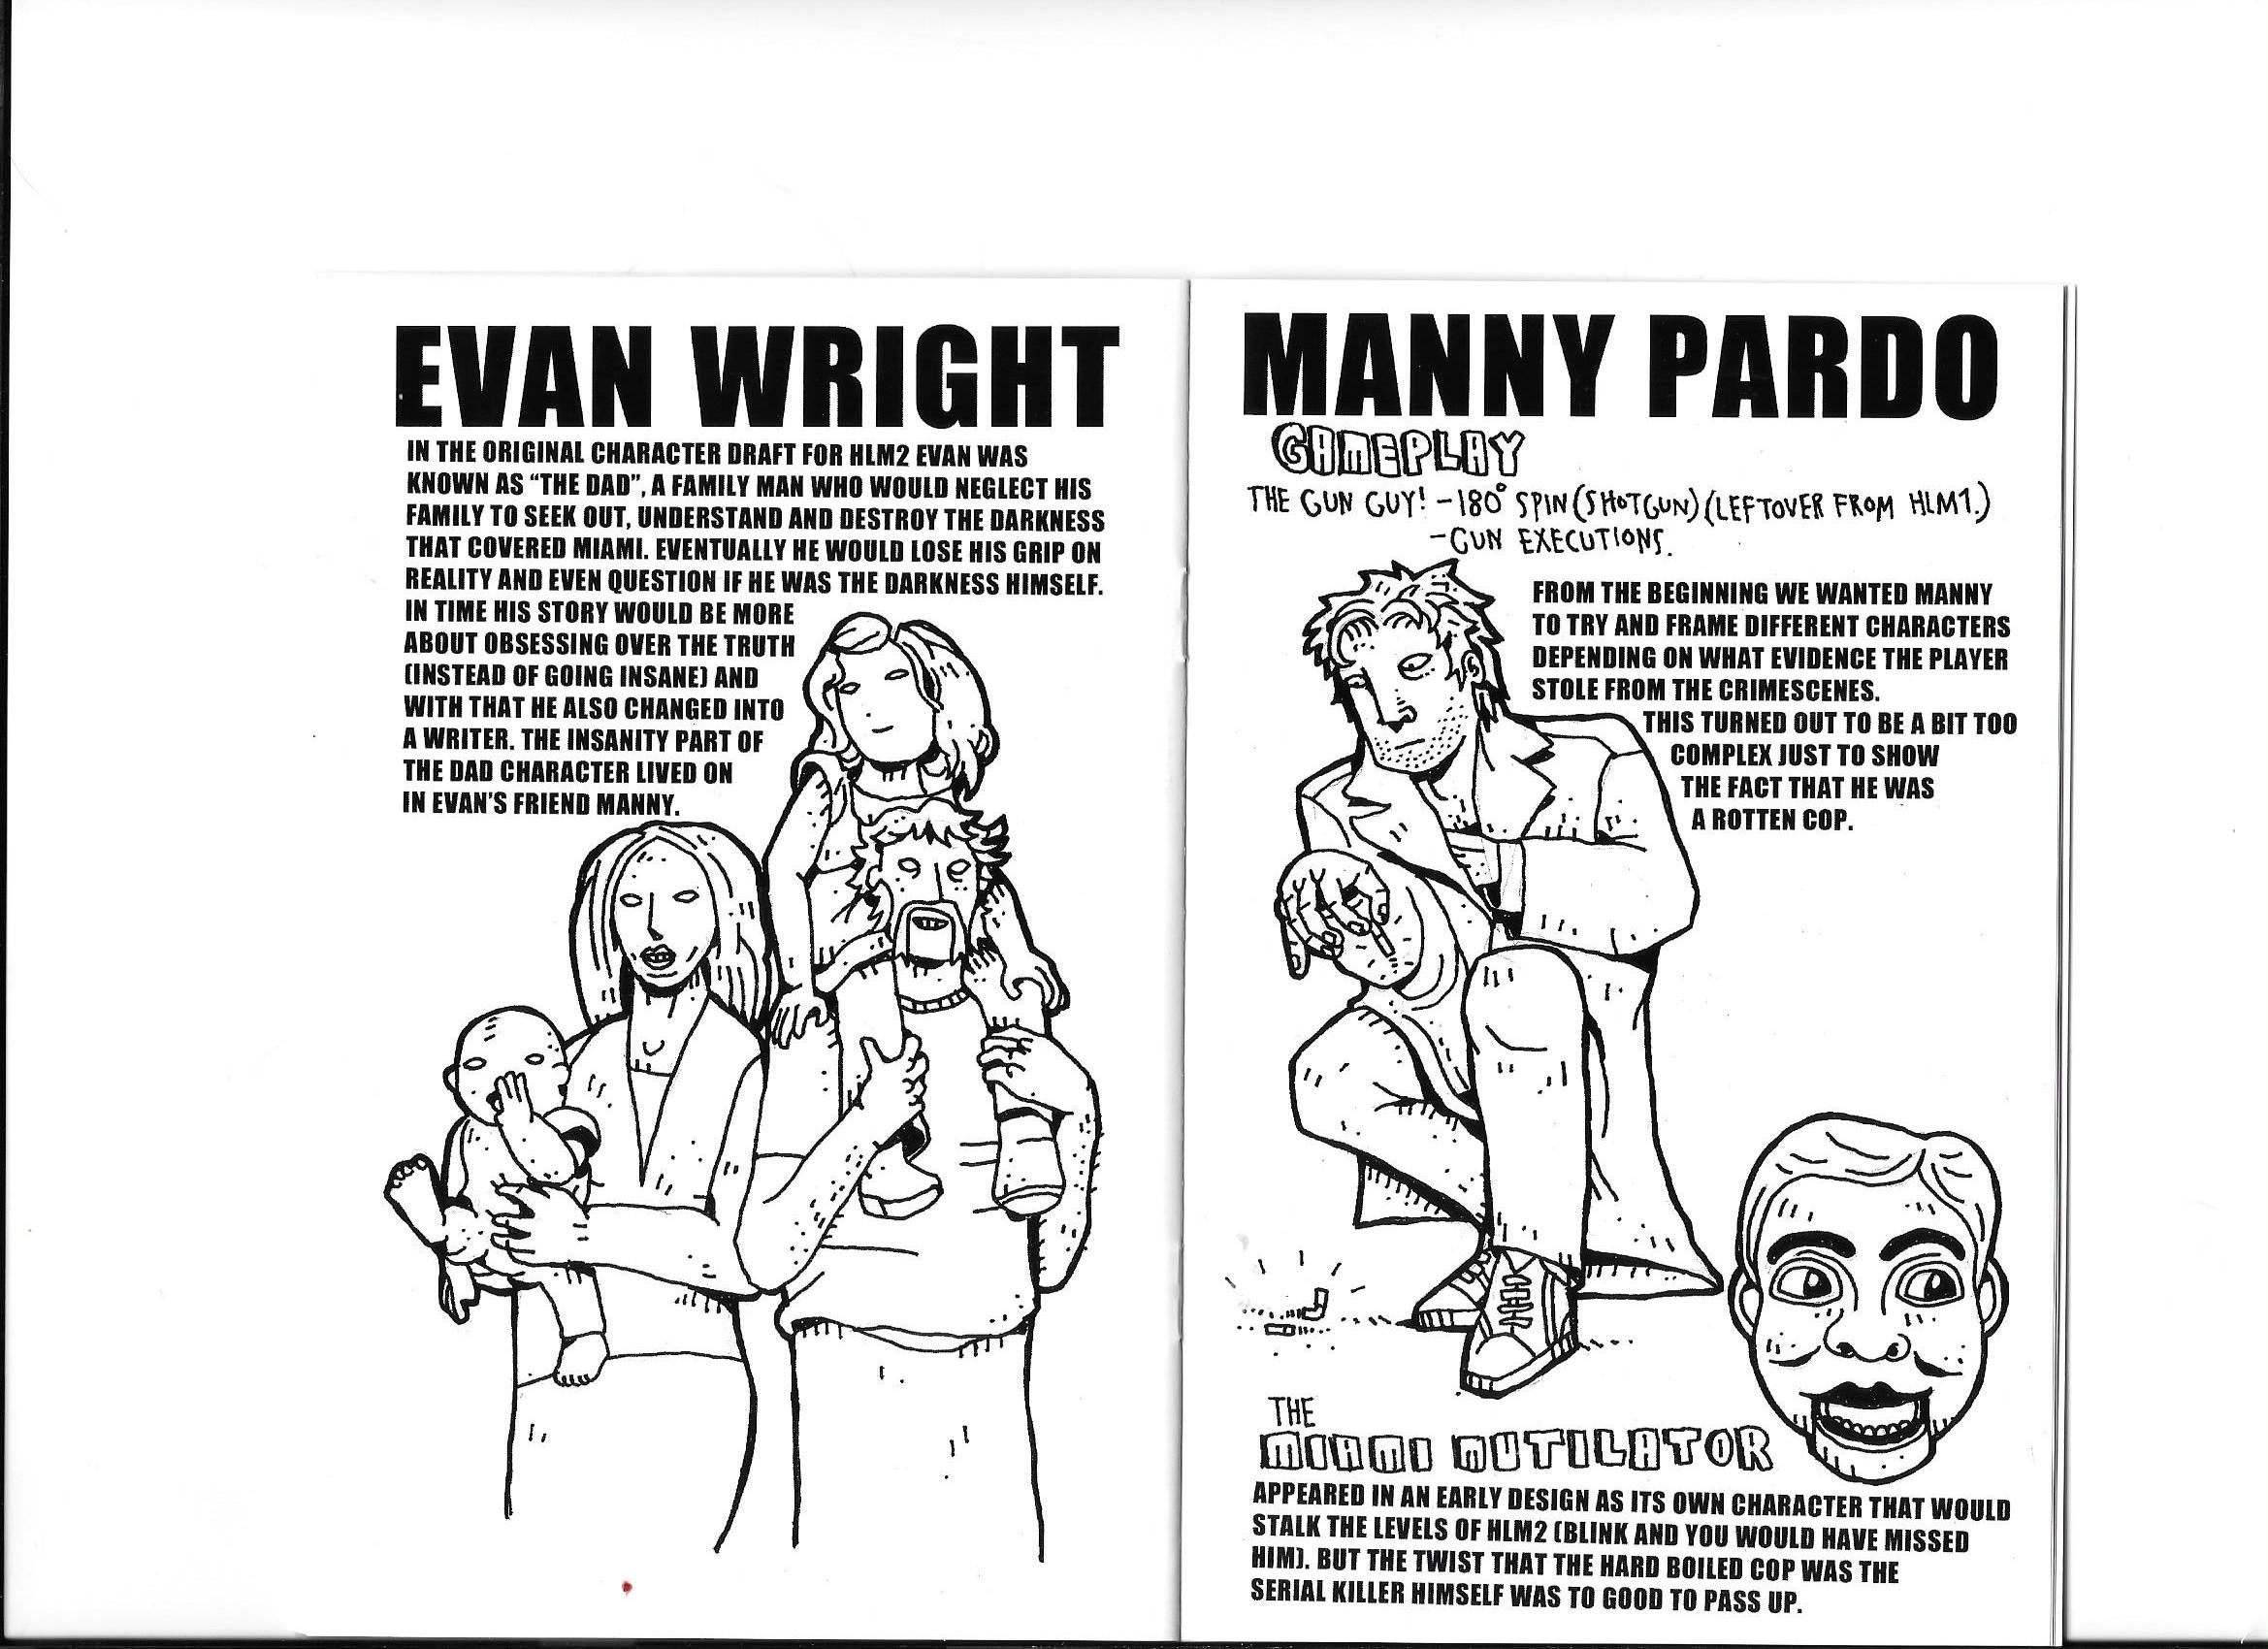 EVAN WRIGHT
IN THE ORIGINAL CHARACTER DRAFT FOR HLM2 EVAN WAS
KNOWN AS “THE DAD”, A FAMILY MAN WHO WOULD NEGLECT HIS
FAMILY TO SEEK OUT, UNDERSTAND AND DESTROY THE DARKNESS
THAT COVERED MIAMI. EVENTUALLY HE WOULD LOSE HIS GRIP ON
REALITY AND EVEN QUESTION IF HE WAS THE DARKNESS HIMSELF.
IN TIME HIS STORY WOULD BE MORE
ABOUT OBSESSING OVER THE TRUTH
(INSTEAD OF GOING INSANE) AND
WITH THAT HE ALSO CHANGED INTO
A WRITER. THE INSANITY PART OF
THE DAD CHARACTER LIVED ON
IN EVAN'S FRIEND MANNY.
MANNY PARDO
GAMEPLAY
THE GUN GUY! -180° SPIN (SHOTGUN) (LEFTOVER FROM HLM1.)
-GUN EXECUTIONS.
FROM THE BEGINNING WE WANTED MANNY
TO TRY AND FRAME DIFFERENT CHARACTERS
DEPENDING ON WHAT EVIDENCE THE PLAYER
STOLE FROM THE CRIMESCENES.
THIS TURNED OUT TO BE A BIT TOO
COMPLEX JUST TO SHOW
THE FACT THAT HE WAS
A ROTTEN COP.
THE
MIAMI MUTILATOR
APPEARED IN AN EARLY DESIGN AS ITS OWN CHARACTER THAT WOULD
STALK THE LEVELS OF HLM2 (BLINK AND YOU WOULD HAVE MISSED
HIM). BUT THE TWIST THAT THE HARD BOILED COP WAS THE
SERIAL KILLER HIMSELF WAS TO GOOD TO PASS UP.